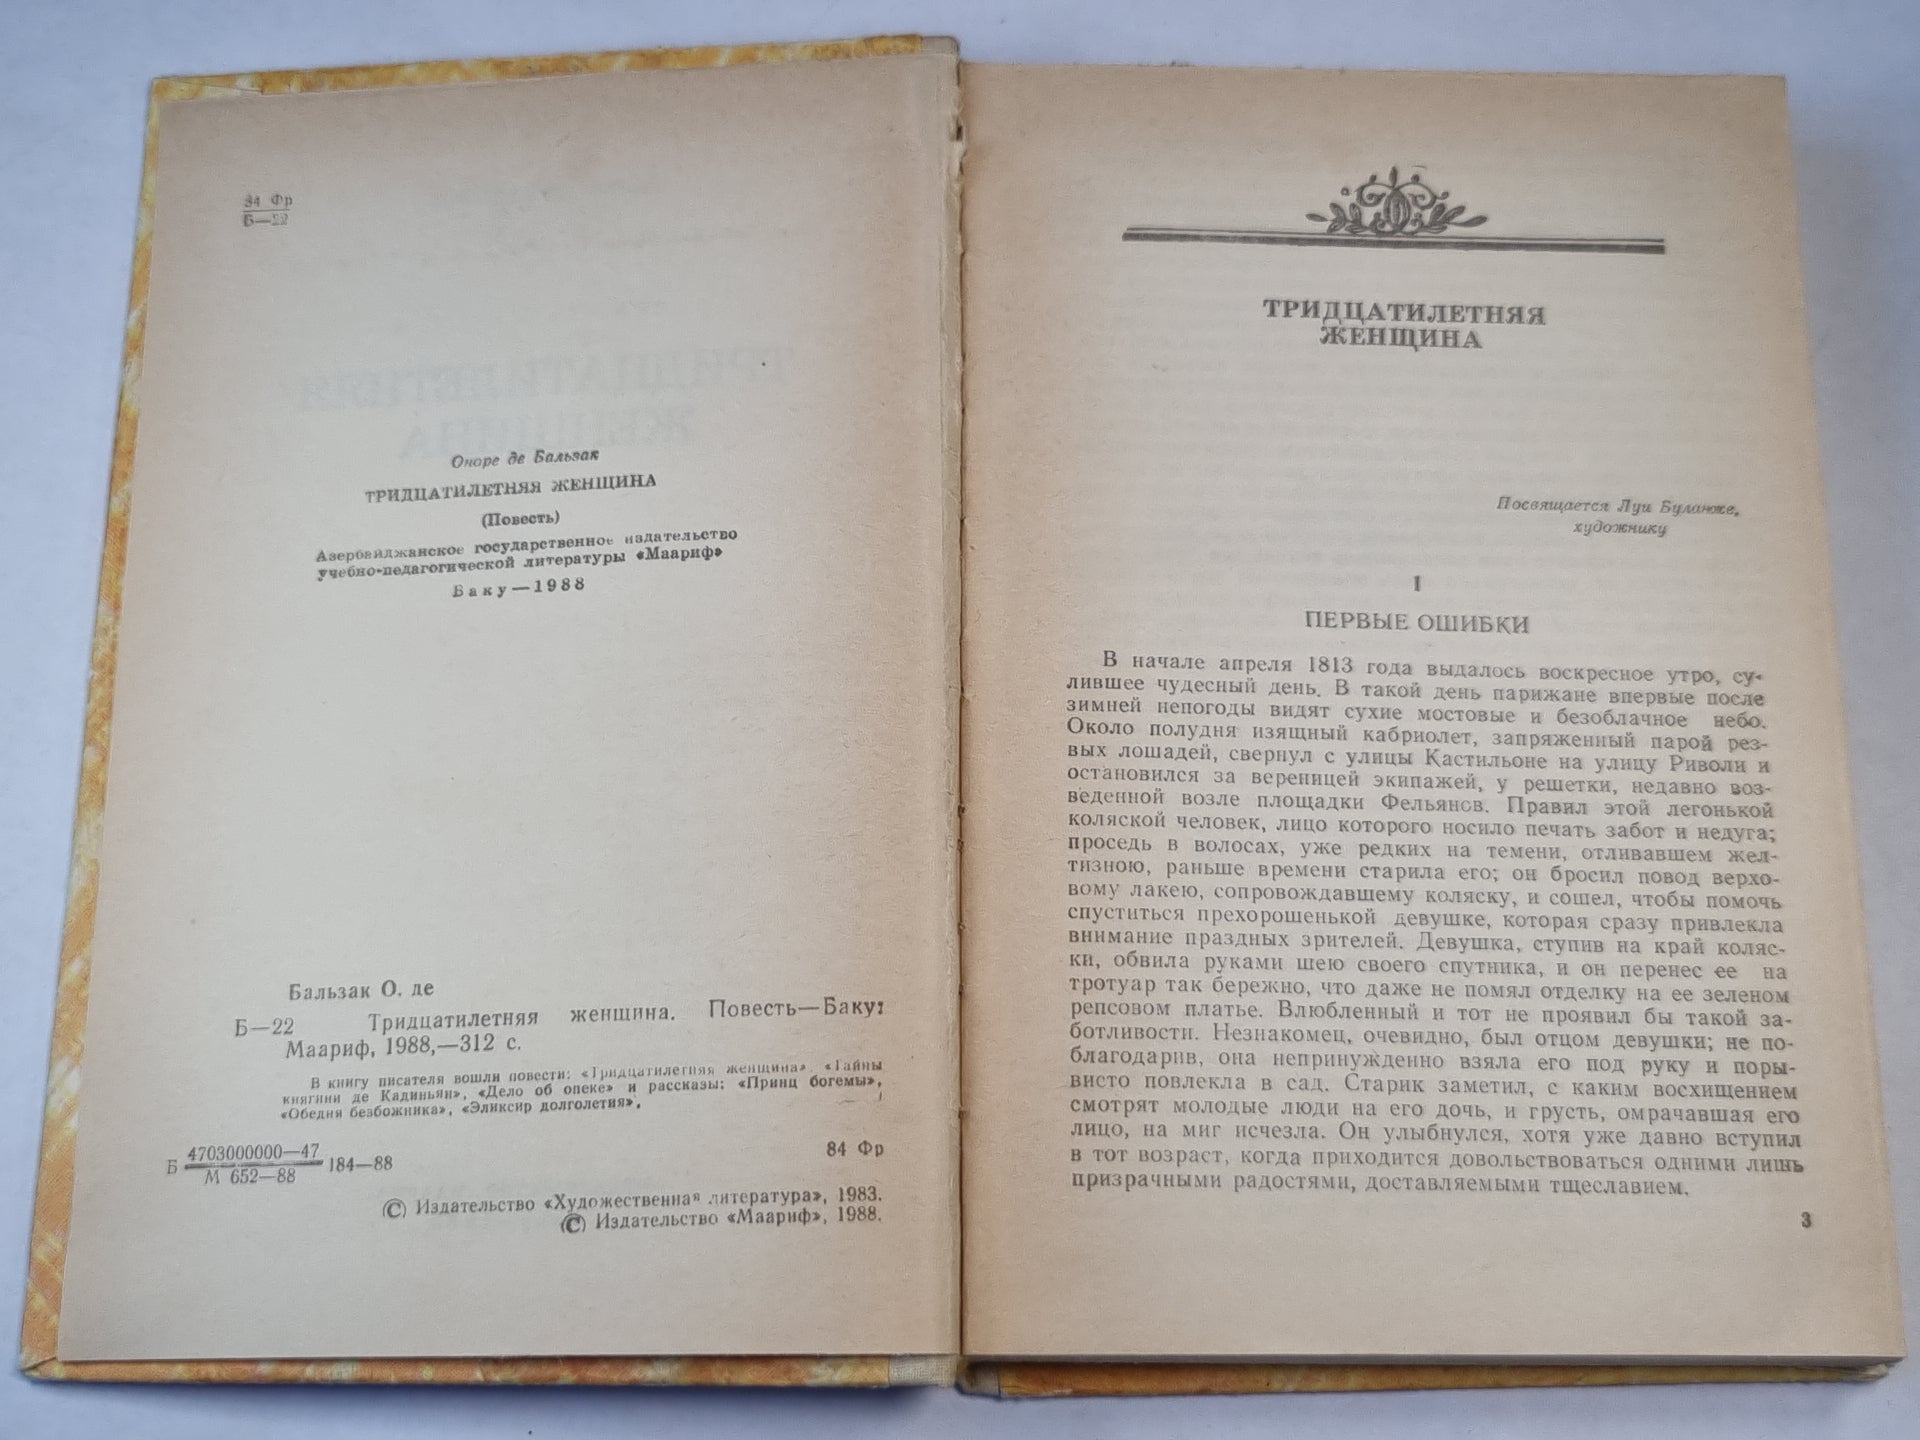 84 Фр
Б—22
Оноре де Бальзак
ТРИДЦАТИЛЕТНЯЯ ЖЕНЩИНА
(Повесть)
Азербайджанское государственное издательство
учебно-педагогической литературы «Маариф»
Баку—1988
Бальзак О. де
Б—22 Тридцатилетняя женщина. Повесть—Баку:
Маариф, 1988,—312 с.
В книгу писателя вошли повести: «Тридцатилетняя женщина». «Тайны
княгини де Кадиньян», «Дело об опеке» и рассказы: «Принц богемы»,
«Обедня безбожника», «Эликсир долголетия»,
Б 4703000000—47 184—88
М 652—88
84 Фр
© Издательство «Художественная литература», 1983.
© Издательство «Маариф», 1988.
ТРИДЦАТИЛЕТНЯЯ
ЖЕНЩИНА
Посвящается Луи Буланже,
художнику
I
ПЕРВЫЕ ОШИБКИ
В начале апреля 1813 года выдалось воскресное утро, су-
лившее чудесный день. В такой день парижане впервые после
зимней непогоды видят сухие мостовые и безоблачное небо.
Около полудня изящный кабриолет, запряженный парой рез-
вых лошадей, свернул с улицы Кастильоне на улицу Риволи и
остановился за вереницей экипажей, у решетки, недавно воз-
веденной возле площадки Фельянов. Правил этой легонькой
коляской человек, лицо которого носило печать забот и недуга;
проседь в волосах, уже редких на темени, отливавшем жел-
тизною, раньше времени старила его; он бросил повод верхо-
вому лакею, сопровождавшему коляску, и сошел, чтобы помочь
спуститься прехорошенькой девушке, которая сразу привлекла
внимание праздных зрителей. Девушка, ступив на край коляс-
ки, обвила руками шею своего спутника, и он перенес ее на
тротуар так бережно, что даже не помял отделку на ее зеленом
репсовом платье. Влюбленный и тот не проявил бы такой за-
ботливости. Незнакомец, очевидно, был отцом девушки; не по-
благодарив, она непринужденно взяла его под руку и поры-
висто повлекла в сад. Старик заметил, с каким восхищением
смотрят молодые люди на его дочь, и грусть, омрачавшая его
лицо, на миг исчезла. Он улыбнулся, хотя уже давно вступил
в тот возраст, когда приходится довольствоваться одними лишь
призрачными радостями, доставляемыми тщеславием.
3